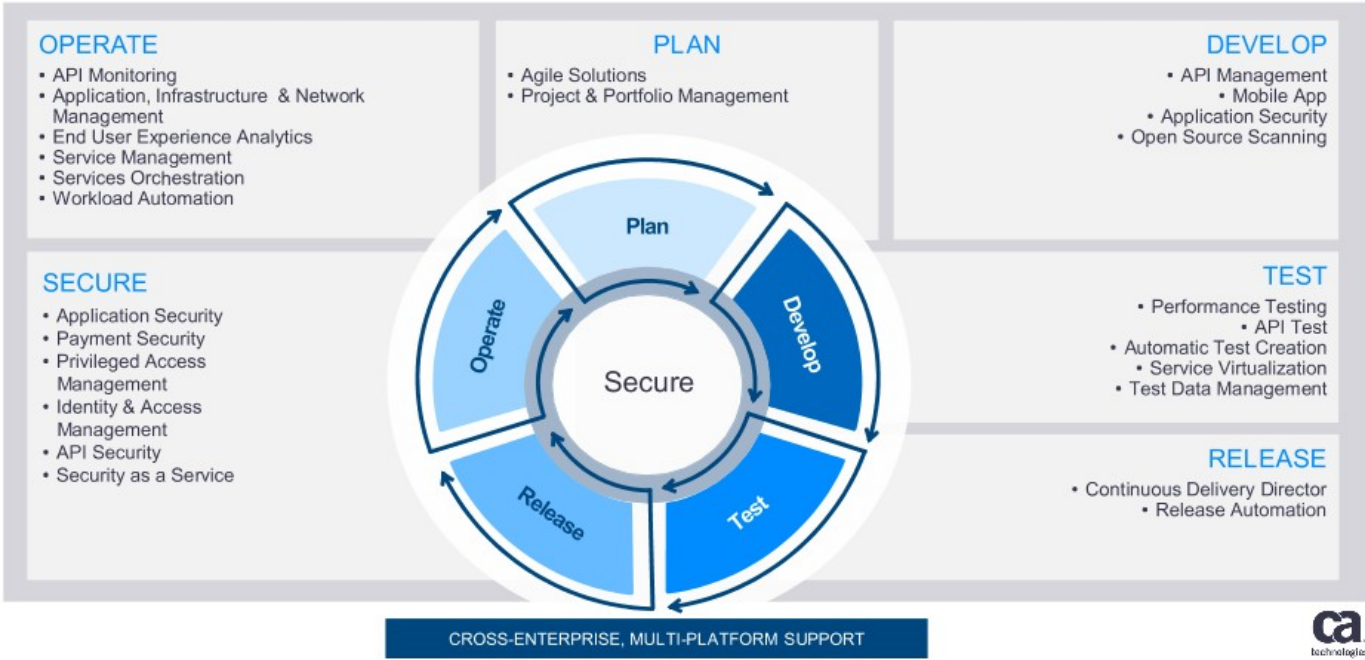 OPERATE
• API Monitoring
• Application, Infrastructure & Network
Management
• End User Experience Analytics
• Service Management
• Services Orchestration
• Workload Automation
PLAN
• Agile Solutions
• Project & Portfolio Management
DEVELOP
• API Management
• Mobile App
• Application Security
• Open Source Scanning
SECURE
• Application Security
• Payment Security
• Privileged Access
Management
• Identity & Access
Management
• API Security
• Security as a Service
Plan
Develop
Test
Release
Operate
Secure
TEST
• Performance Testing
• API Test
• Automatic Test Creation
• Service Virtualization
• Test Data Management
RELEASE
• Continuous Delivery Director
• Release Automation
CROSS-ENTERPRISE, MULTI-PLATFORM SUPPORT
ca.
technologies